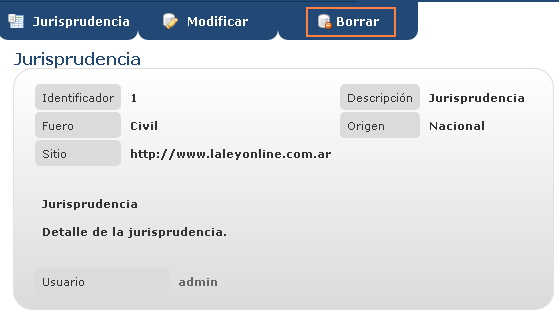 Jurisprudencia Modificar Borrar
Jurisprudencia
Identificador 1 Descripción Jurisprudencia
Fuero Civil Origen Nacional
Sitio http://www.laleyonline.com.ar
Jurisprudencia
Detalle de la jurisprudencia.
Usuario admin